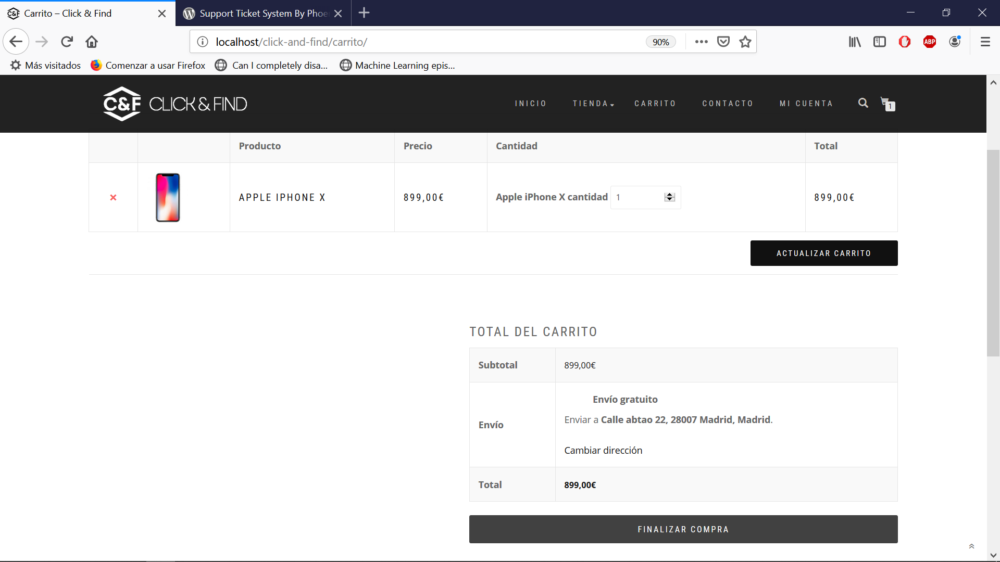 Carrito – Click & Find
Support Ticket System By Phoe
localhost/click-and-find/carrito/
90%
ABP
Más visitados
Comenzar a usar Firefox
Can I completely disa...
Machine Learning epis...
C&F CLICK & FIND
INICIO
TIENDA
CARRITO
CONTACTO
MI CUENTA
1
Producto
Precio
Cantidad
Total
APPLE IPHONE X
899,00€
Apple iPhone X cantidad
1
899,00€
ACTUALIZAR CARRITO
TOTAL DEL CARRITO
Subtotal
899,00€
Envío
Envío gratuito
Enviar a Calle abtao 22, 28007 Madrid, Madrid.
Cambiar dirección
Total
899,00€
FINALIZAR COMPRA